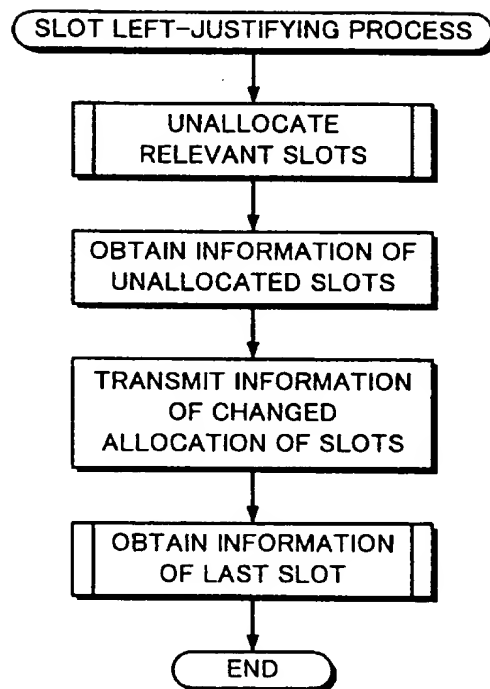 SLOT LEFT-JUSTIFYING PROCESS
UNALLOCATE
RELEVANT SLOTS
OBTAIN INFORMATION OF
UNALLOCATED SLOTS
TRANSMIT INFORMATION
OF CHANGED
ALLOCATION OF SLOTS
OBTAIN INFORMATION
OF LAST SLOT
END